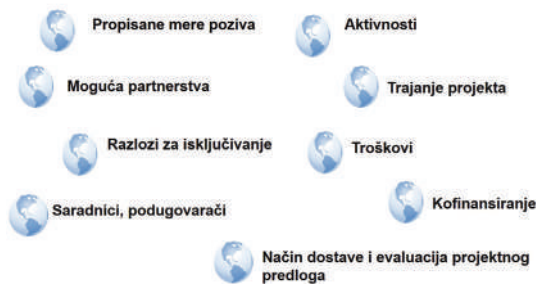 Propisane mere poziva
Aktivnosti
Moguća partnerstva
Trajanje projekta
Razlozi za isključivanje
Troškovi
Saradnici, podugovarači
Kofinansiranje
Način dostave i evaluacija projektnog
predloga